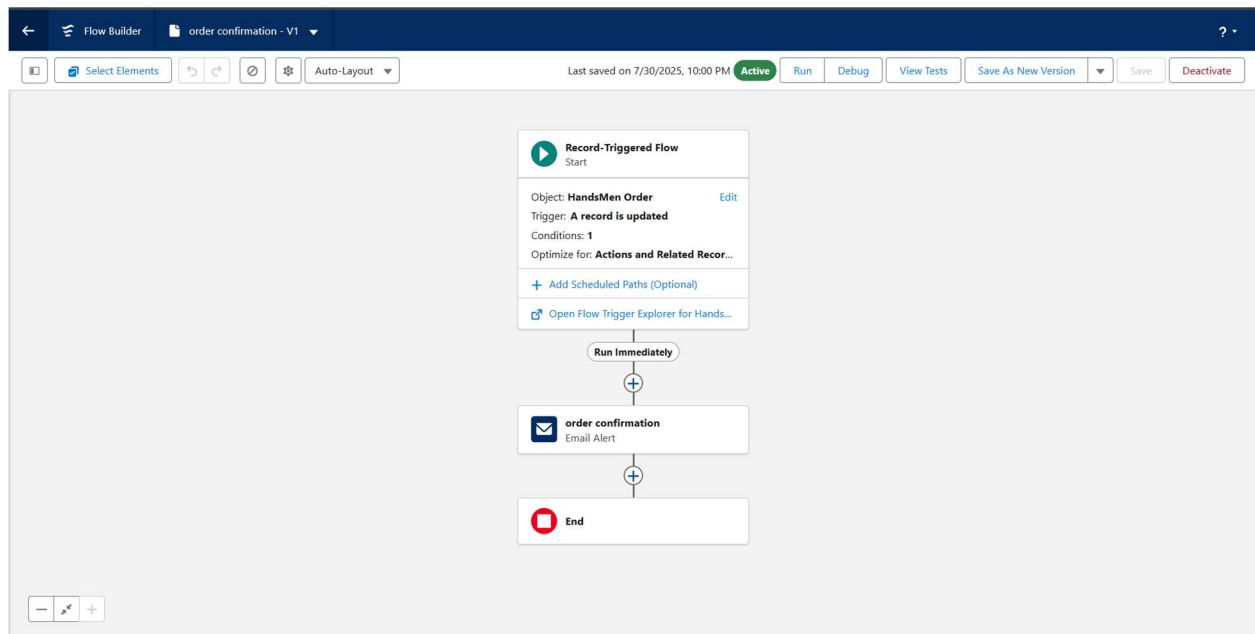 Flow Builder
order confirmation - V1
?
Select Elements
Auto-Layout
Last saved on 7/30/2025, 10:00 PM
Active
Run
Debug
View Tests
Save As New Version
Save
Deactivate
Record-Triggered Flow
Start
Object: HandsMen Order
Edit
Trigger: A record is updated
Conditions: 1
Optimize for: Actions and Related Recor...
+ Add Scheduled Paths (Optional)
Open Flow Trigger Explorer for Hands...
Run Immediately
order confirmation
Email Alert
End